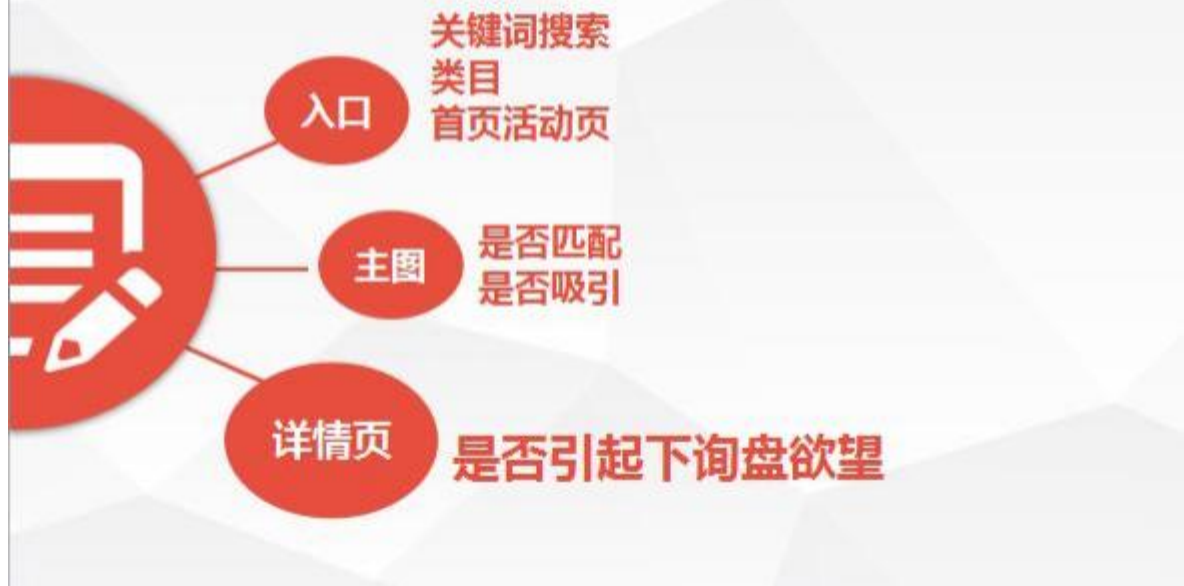 关键词搜索
类目
首页活动页
入口
是否匹配
是否吸引
主图
详情页
是否引起下询盘欲望